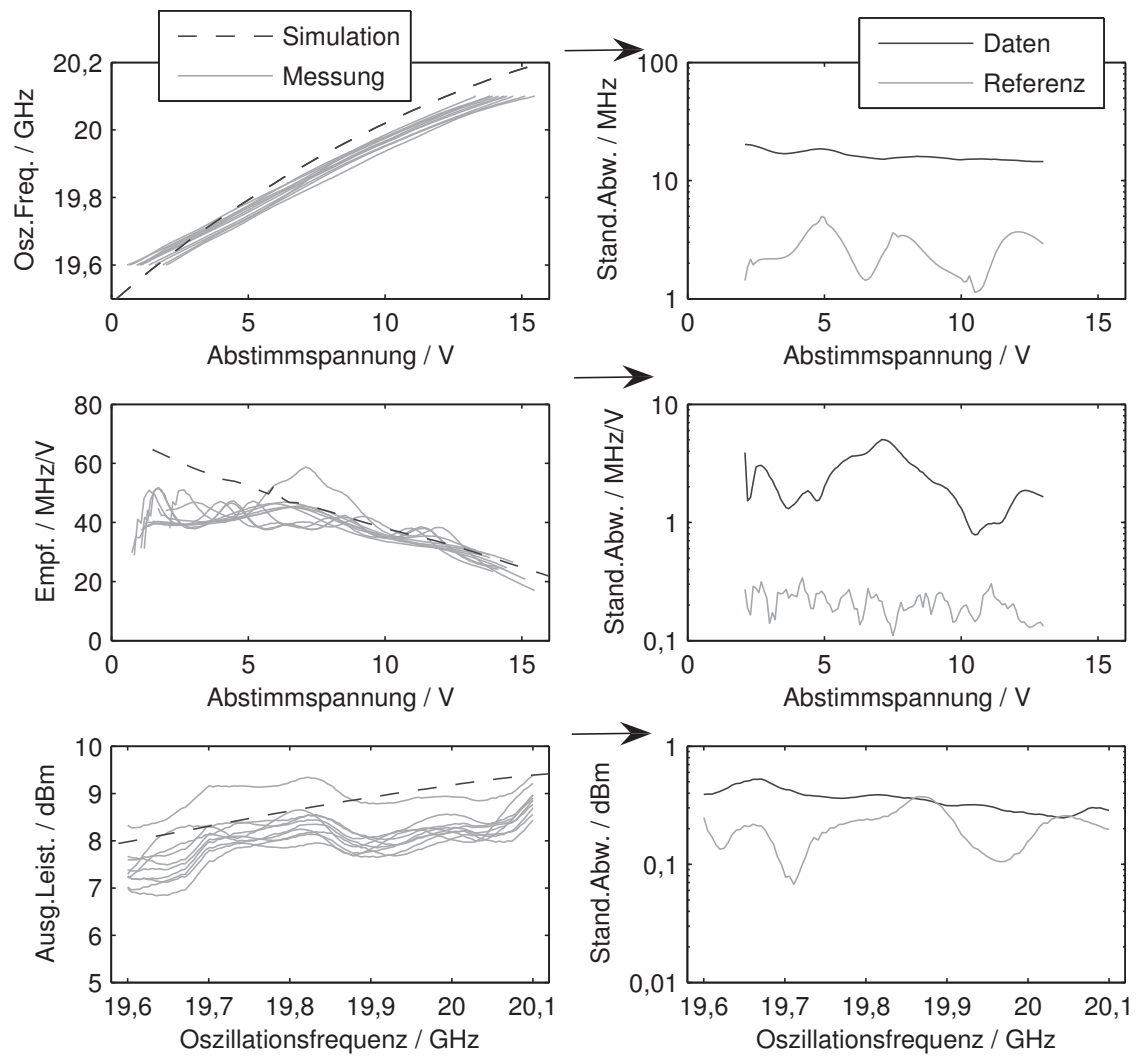 Simulation
Messung
20,2
20
19,8
19,6
Osz.Freq. / GHz
0 5 10 15
Abstimmspannung / V
Daten
Referenz
100
10
1
Stand.Abw. / MHz
0 5 10 15
Abstimmspannung / V
80
60
40
20
0
Empf. / MHz/V
0 5 10 15
Abstimmspannung / V
10
1
0,1
Stand.Abw. / MHz/V
0 5 10 15
Abstimmspannung / V
10
9
8
7
6
5
Ausg.Leist. / dBm
19,6 19,7 19,8 19,9 20 20,1
Oszillationsfrequenz / GHz
1
0,1
0,01
Stand.Abw. / dBm
19,6 19,7 19,8 19,9 20 20,1
Oszillationsfrequenz / GHz